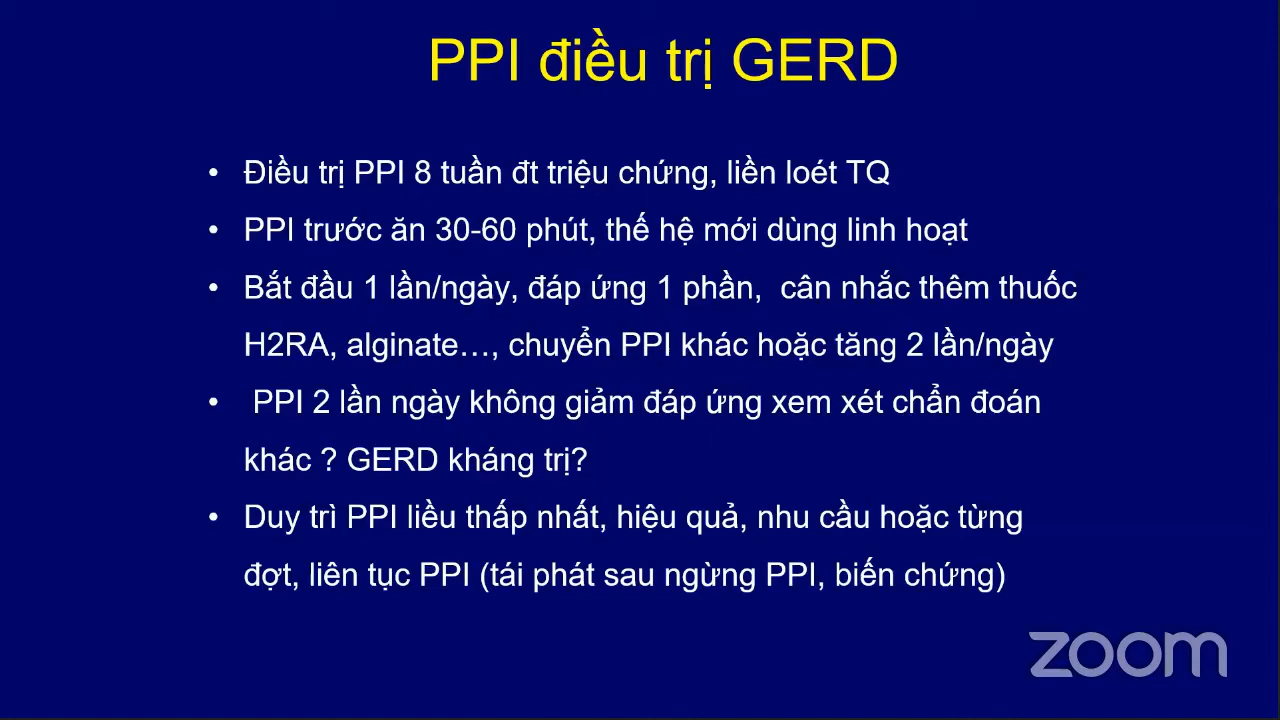 PPI điều trị GERD
• Điều trị PPI 8 tuần đt triệu chứng, liền loét TQ
• PPI trước ăn 30-60 phút, thế hệ mới dùng linh hoạt
• Bắt đầu 1 lần/ngày, đáp ứng 1 phần, cân nhắc thêm thuốc
H2RA, alginate…, chuyển PPI khác hoặc tăng 2 lần/ngày
• PPI 2 lần ngày không giảm đáp ứng xem xét chẩn đoán
khác ? GERD kháng trị?
• Duy trì PPI liều thấp nhất, hiệu quả, nhu cầu hoặc từng
đợt, liên tục PPI (tái phát sau ngừng PPI, biến chứng)
zoom